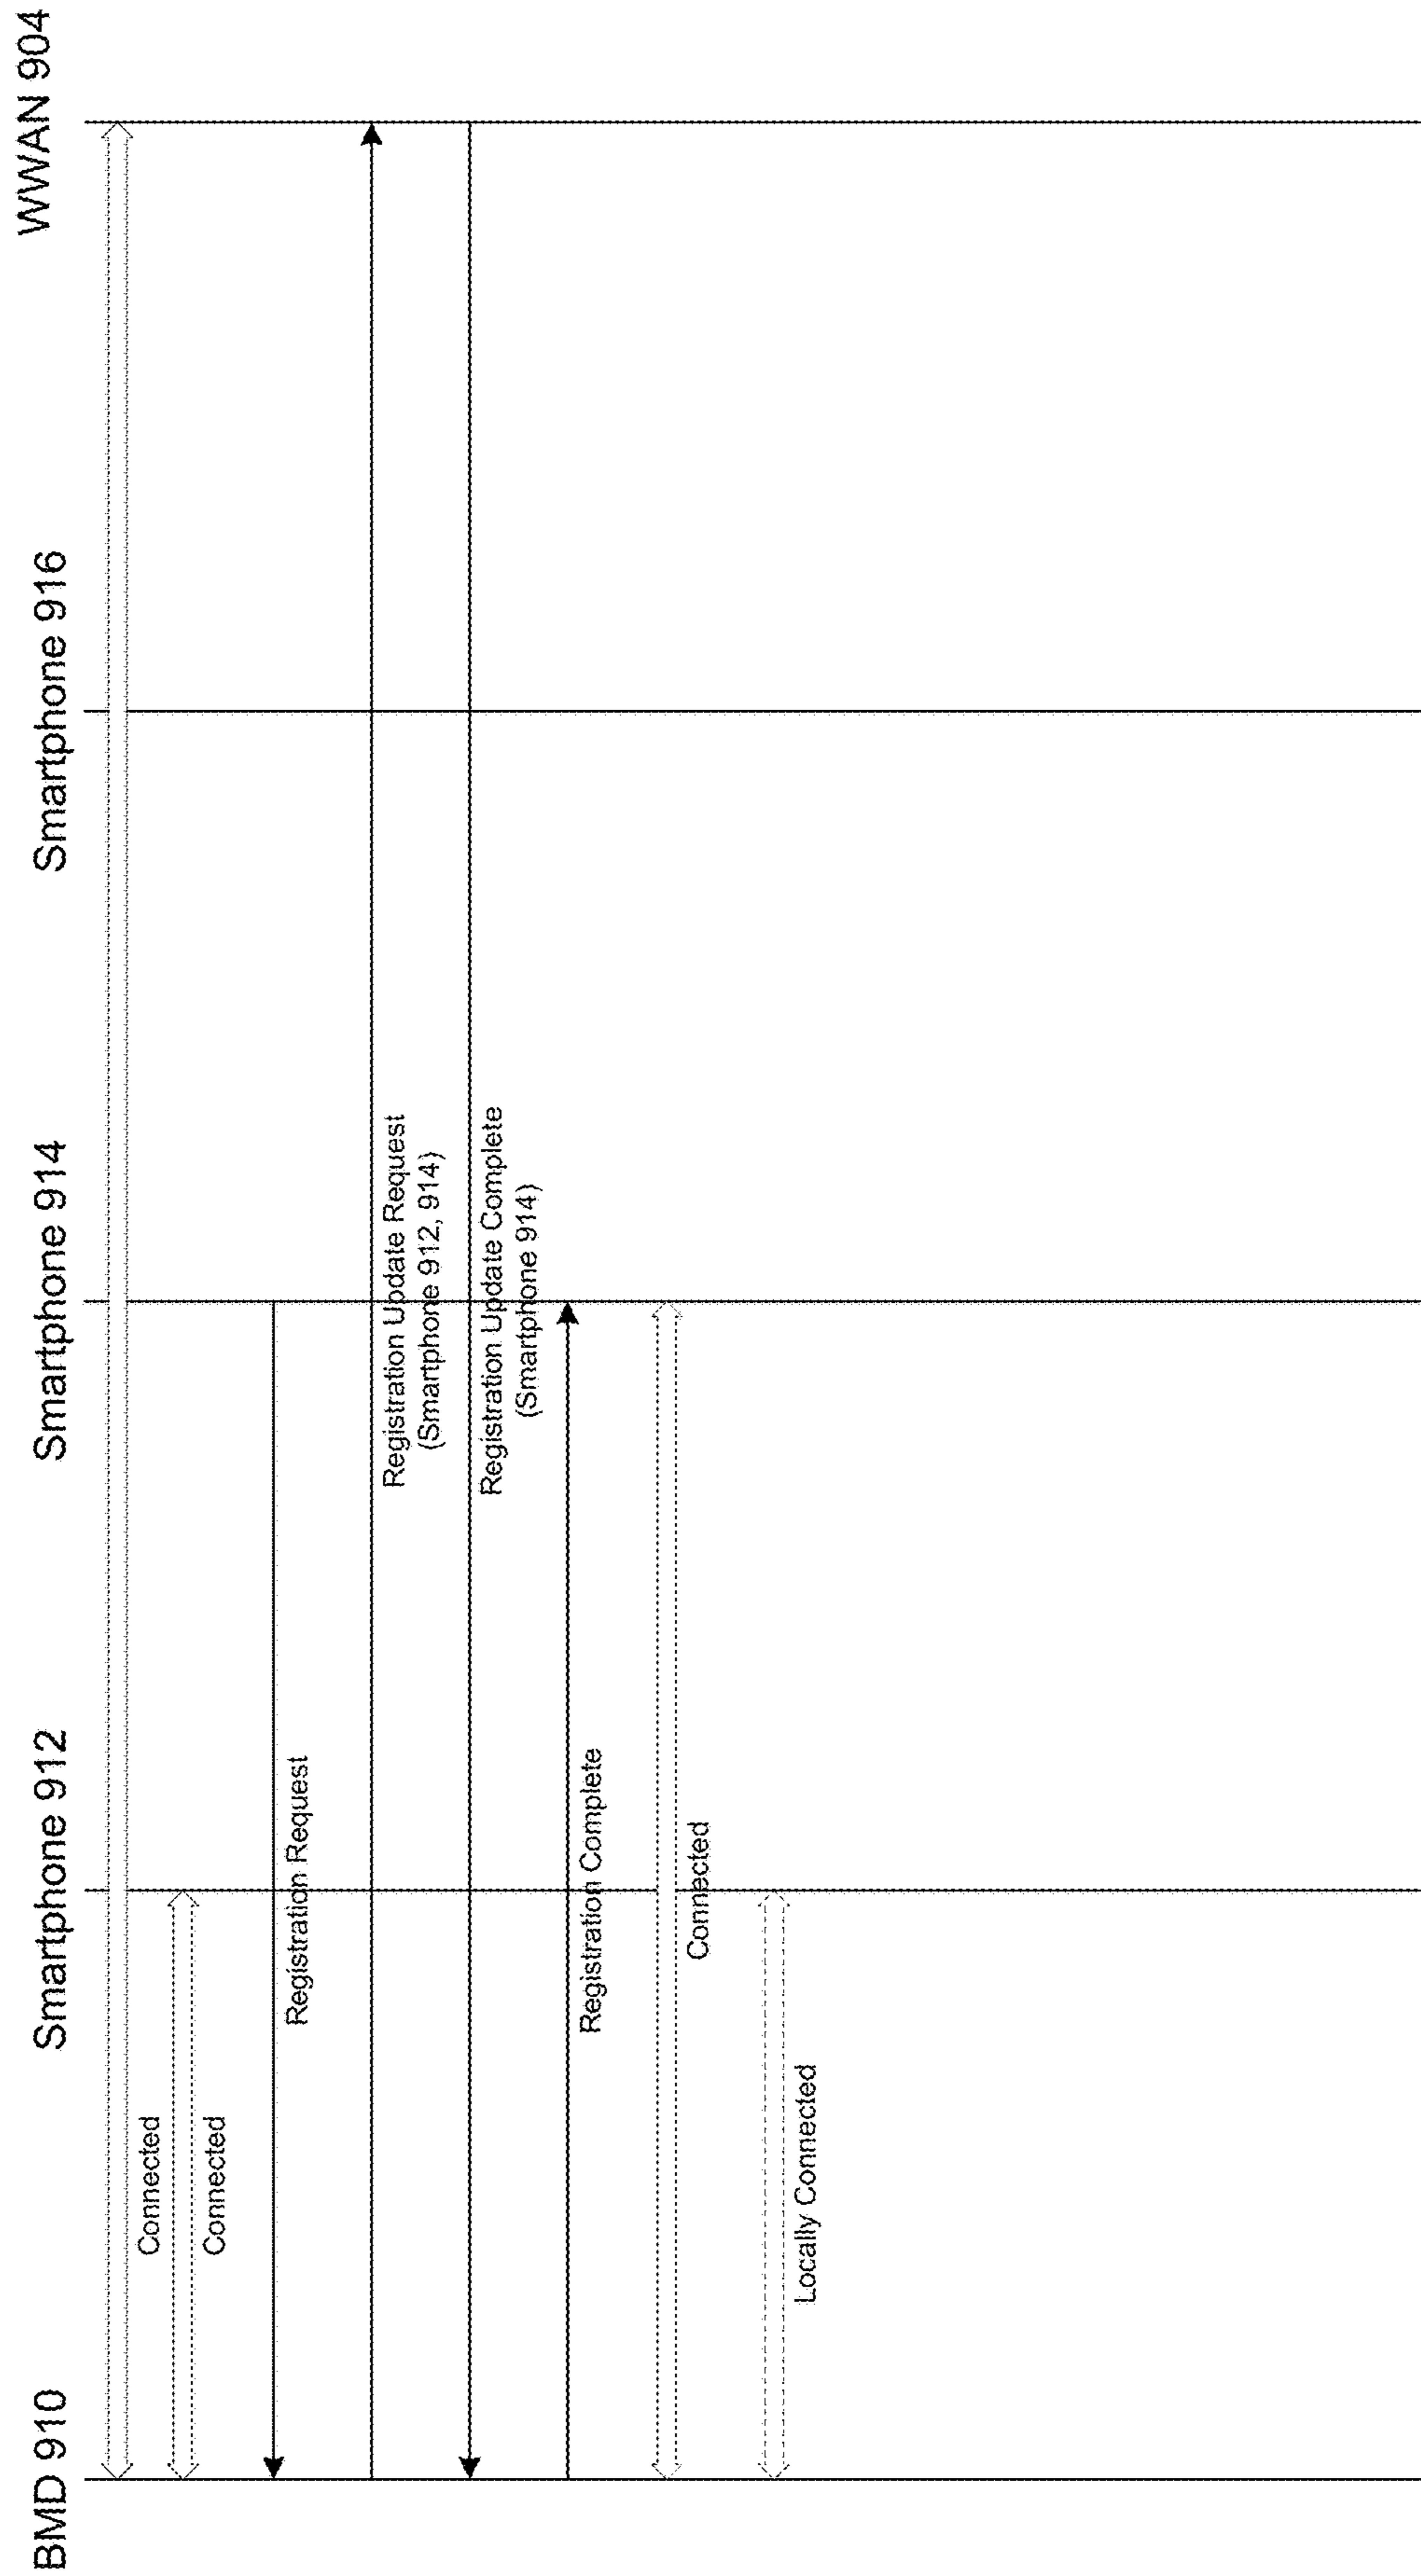 BMD 910
Smartphone 912
Smartphone 914
Smartphone 916
WWAN 904
Connected
Connected
Registration Request
Registration Update Request
(Smartphone 912, 914)
Registration Update Complete
(Smartphone 914)
Registration Complete
Connected
Locally Connected